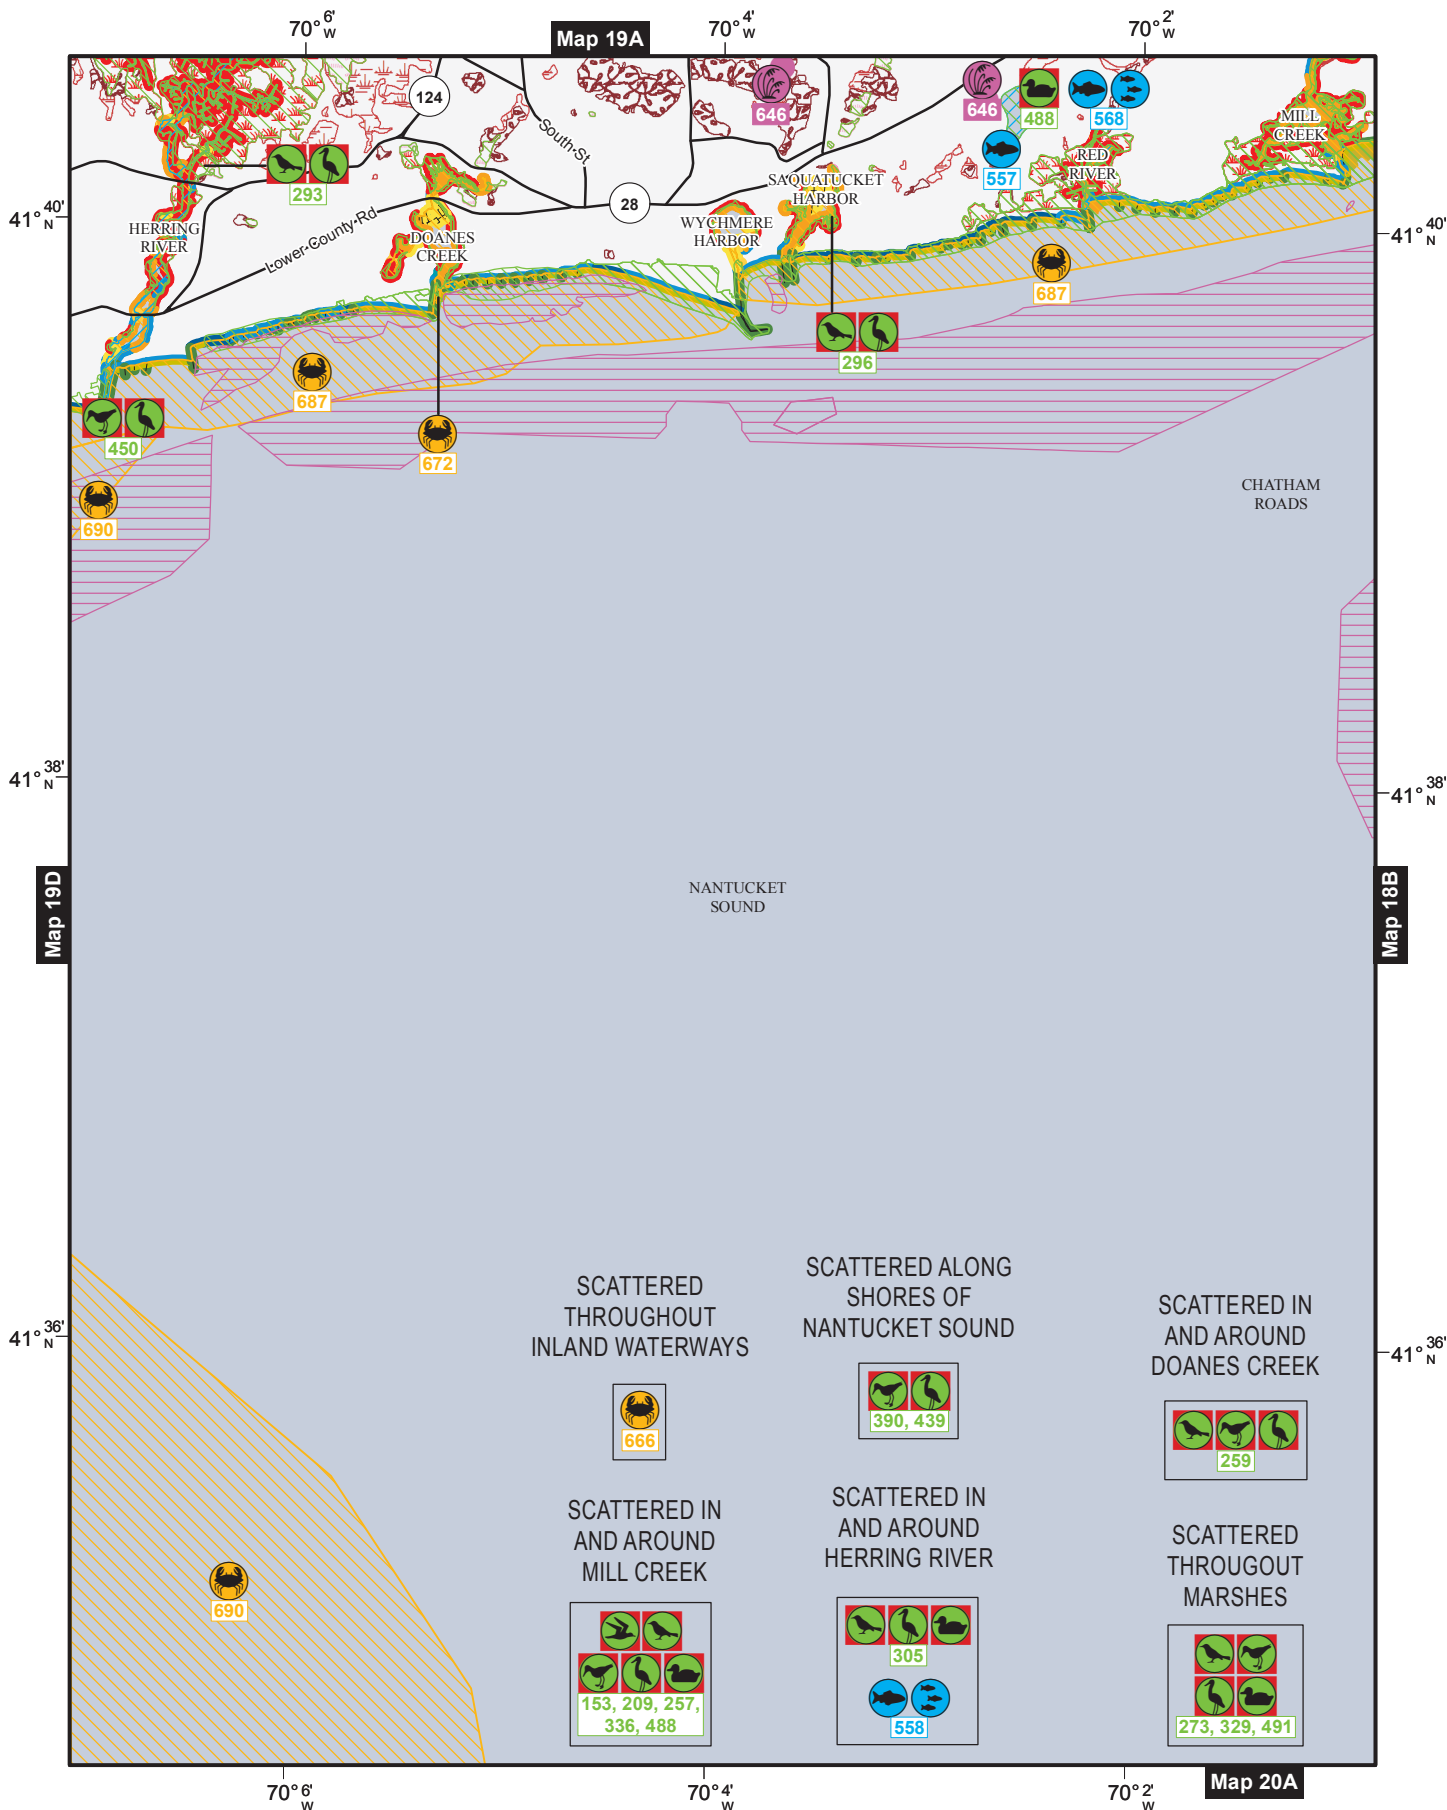 70° 6' W
Map 19A
70° 4' W
70° 2' W
124
South St
646
646
488
568
557
MILL
CREEK
RED
RIVER
293
28
SAQUATUCKET
HARBOR
41° 40' N
HERRING
RIVER
Lower County Rd
DOANES
CREEK
WYCHMERE
HARBOR
41° 40' N
687
296
687
450
672
690
CHATHAM
ROADS
41° 38' N
41° 38' N
Map 19D
NANTUCKET
SOUND
Map 18B
41° 36' N
41° 36' N
SCATTERED
THROUGHOUT
INLAND WATERWAYS
666
SCATTERED ALONG
SHORES OF
NANTUCKET SOUND
390, 439
SCATTERED IN
AND AROUND
DOANES CREEK
259
690
SCATTERED IN
AND AROUND
MILL CREEK
153, 209, 257,
336, 488
SCATTERED IN
AND AROUND
HERRING RIVER
305
558
SCATTERED
THROUGOUT
MARSHES
273, 329, 491
70° 6' W
70° 4' W
70° 2' W
Map 20A